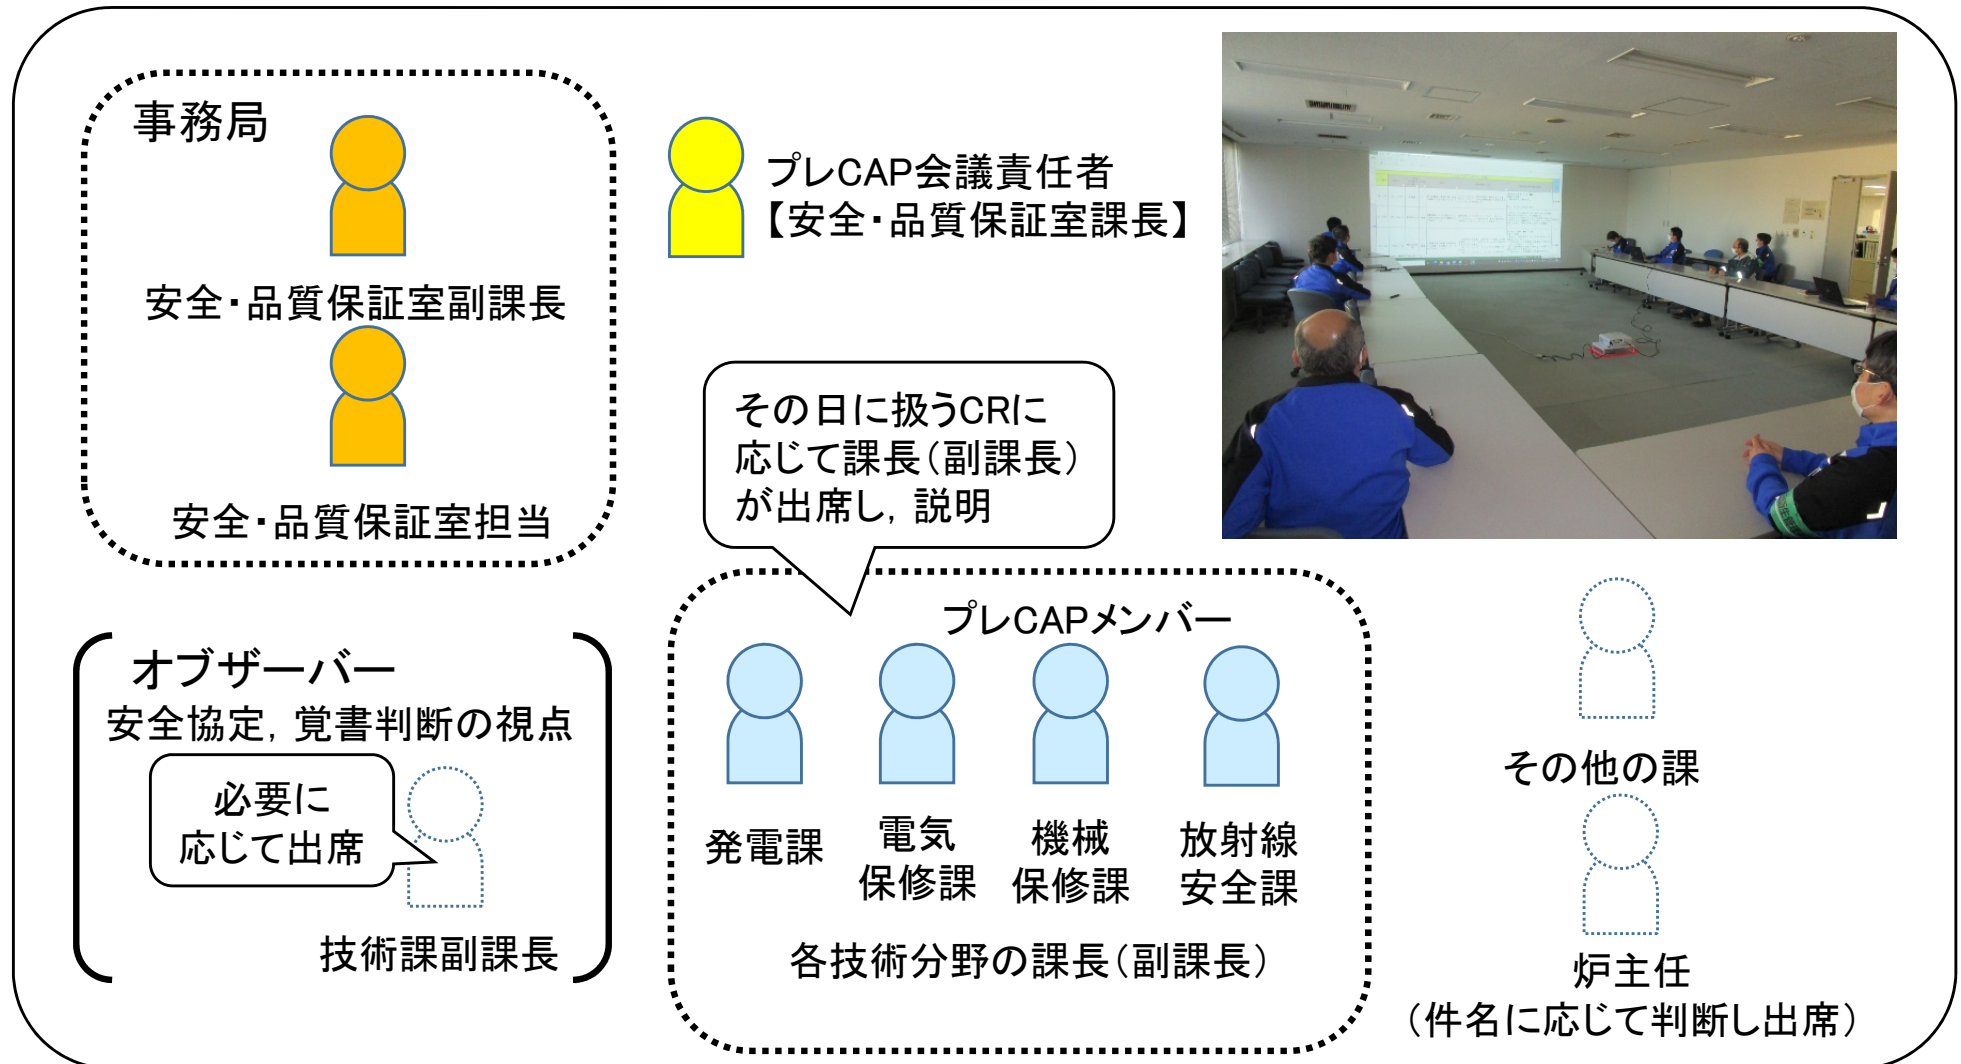 事務局
安全・品質保証室副課長
安全・品質保証室担当
プレCAP会議責任者
【安全・品質保証室課長】
その日に扱うCRに
応じて課長（副課長）
が出席し，説明
オブザーバー
安全協定，覚書判断の視点
必要に
応じて出席
技術課副課長
プレCAPメンバー
発電課
電気
保修課
機械
保修課
放射線
安全課
各技術分野の課長（副課長）
その他の課
炉主任
（件名に応じて判断し出席）